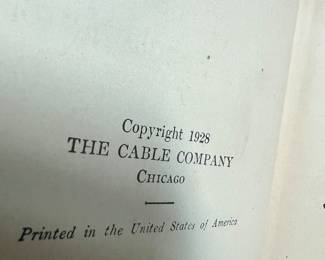 Copyright 1928
THE CABLE COMPANY
CHICAGO
Printed in the United States of America